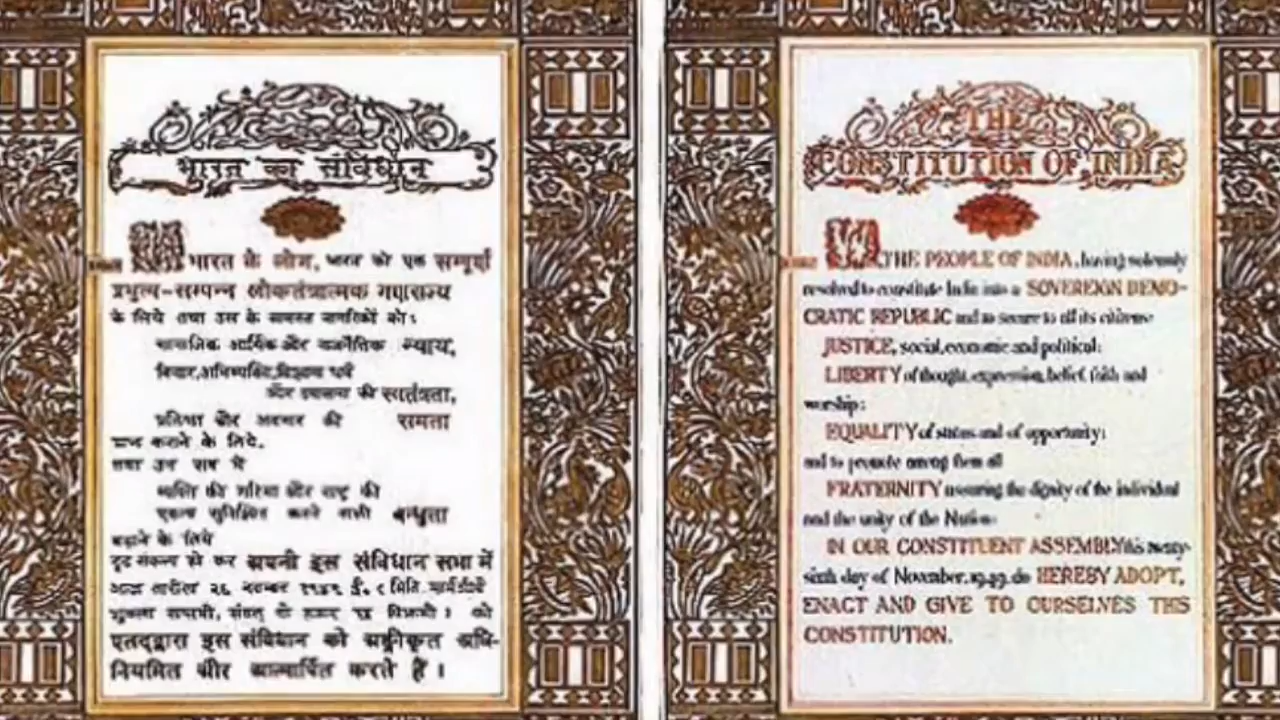 भारत का संविधान
भारत के लोग, भारत को एक सम्पूर्ण
प्रभुत्व-सम्पन्न लोकतंत्रात्मक गणराज्य
के लिये तथा उस के समस्त नागरिकों को:
सामाजिक आर्थिक और राजनैतिक न्याय,
विचार,अभिव्यक्ति,विश्वास धर्म
और उपासना की स्वतंत्रता,
प्रतिष्ठा और अवसर की समता
प्राप्त कराने के लिये,
तथा उन सब में
व्यक्ति की गरिमा और राष्ट्र की
एकता सुनिश्चित करने वाली बन्धुता
बढ़ाने के लिये
दृढ़ संकल्प हो कर अपनी इस संविधान सभा में
आज तारीख २६ नवम्बर १९४९ ई०
एतद्द्वारा इस संविधान को अङ्गीकृत अधि-
नियमित और आत्मार्पित करते हैं।
THE
CONSTITUTION OF INDIA
WE, THE PEOPLE OF INDIA, having solemnly
resolved to constitute India into a SOVEREIGN DEMO-
CRATIC REPUBLIC and to secure to all its citizens:
JUSTICE, social, economic and political;
LIBERTY of thought, expression, belief, faith and
worship;
EQUALITY of status and of opportunity;
and to promote among them all
FRATERNITY assuring the dignity of the individual
and the unity of the Nation;
IN OUR CONSTITUENT ASSEMBLY this twenty-
sixth day of November, 1949, do HEREBY ADOPT,
ENACT AND GIVE TO OURSELVES THIS
CONSTITUTION.